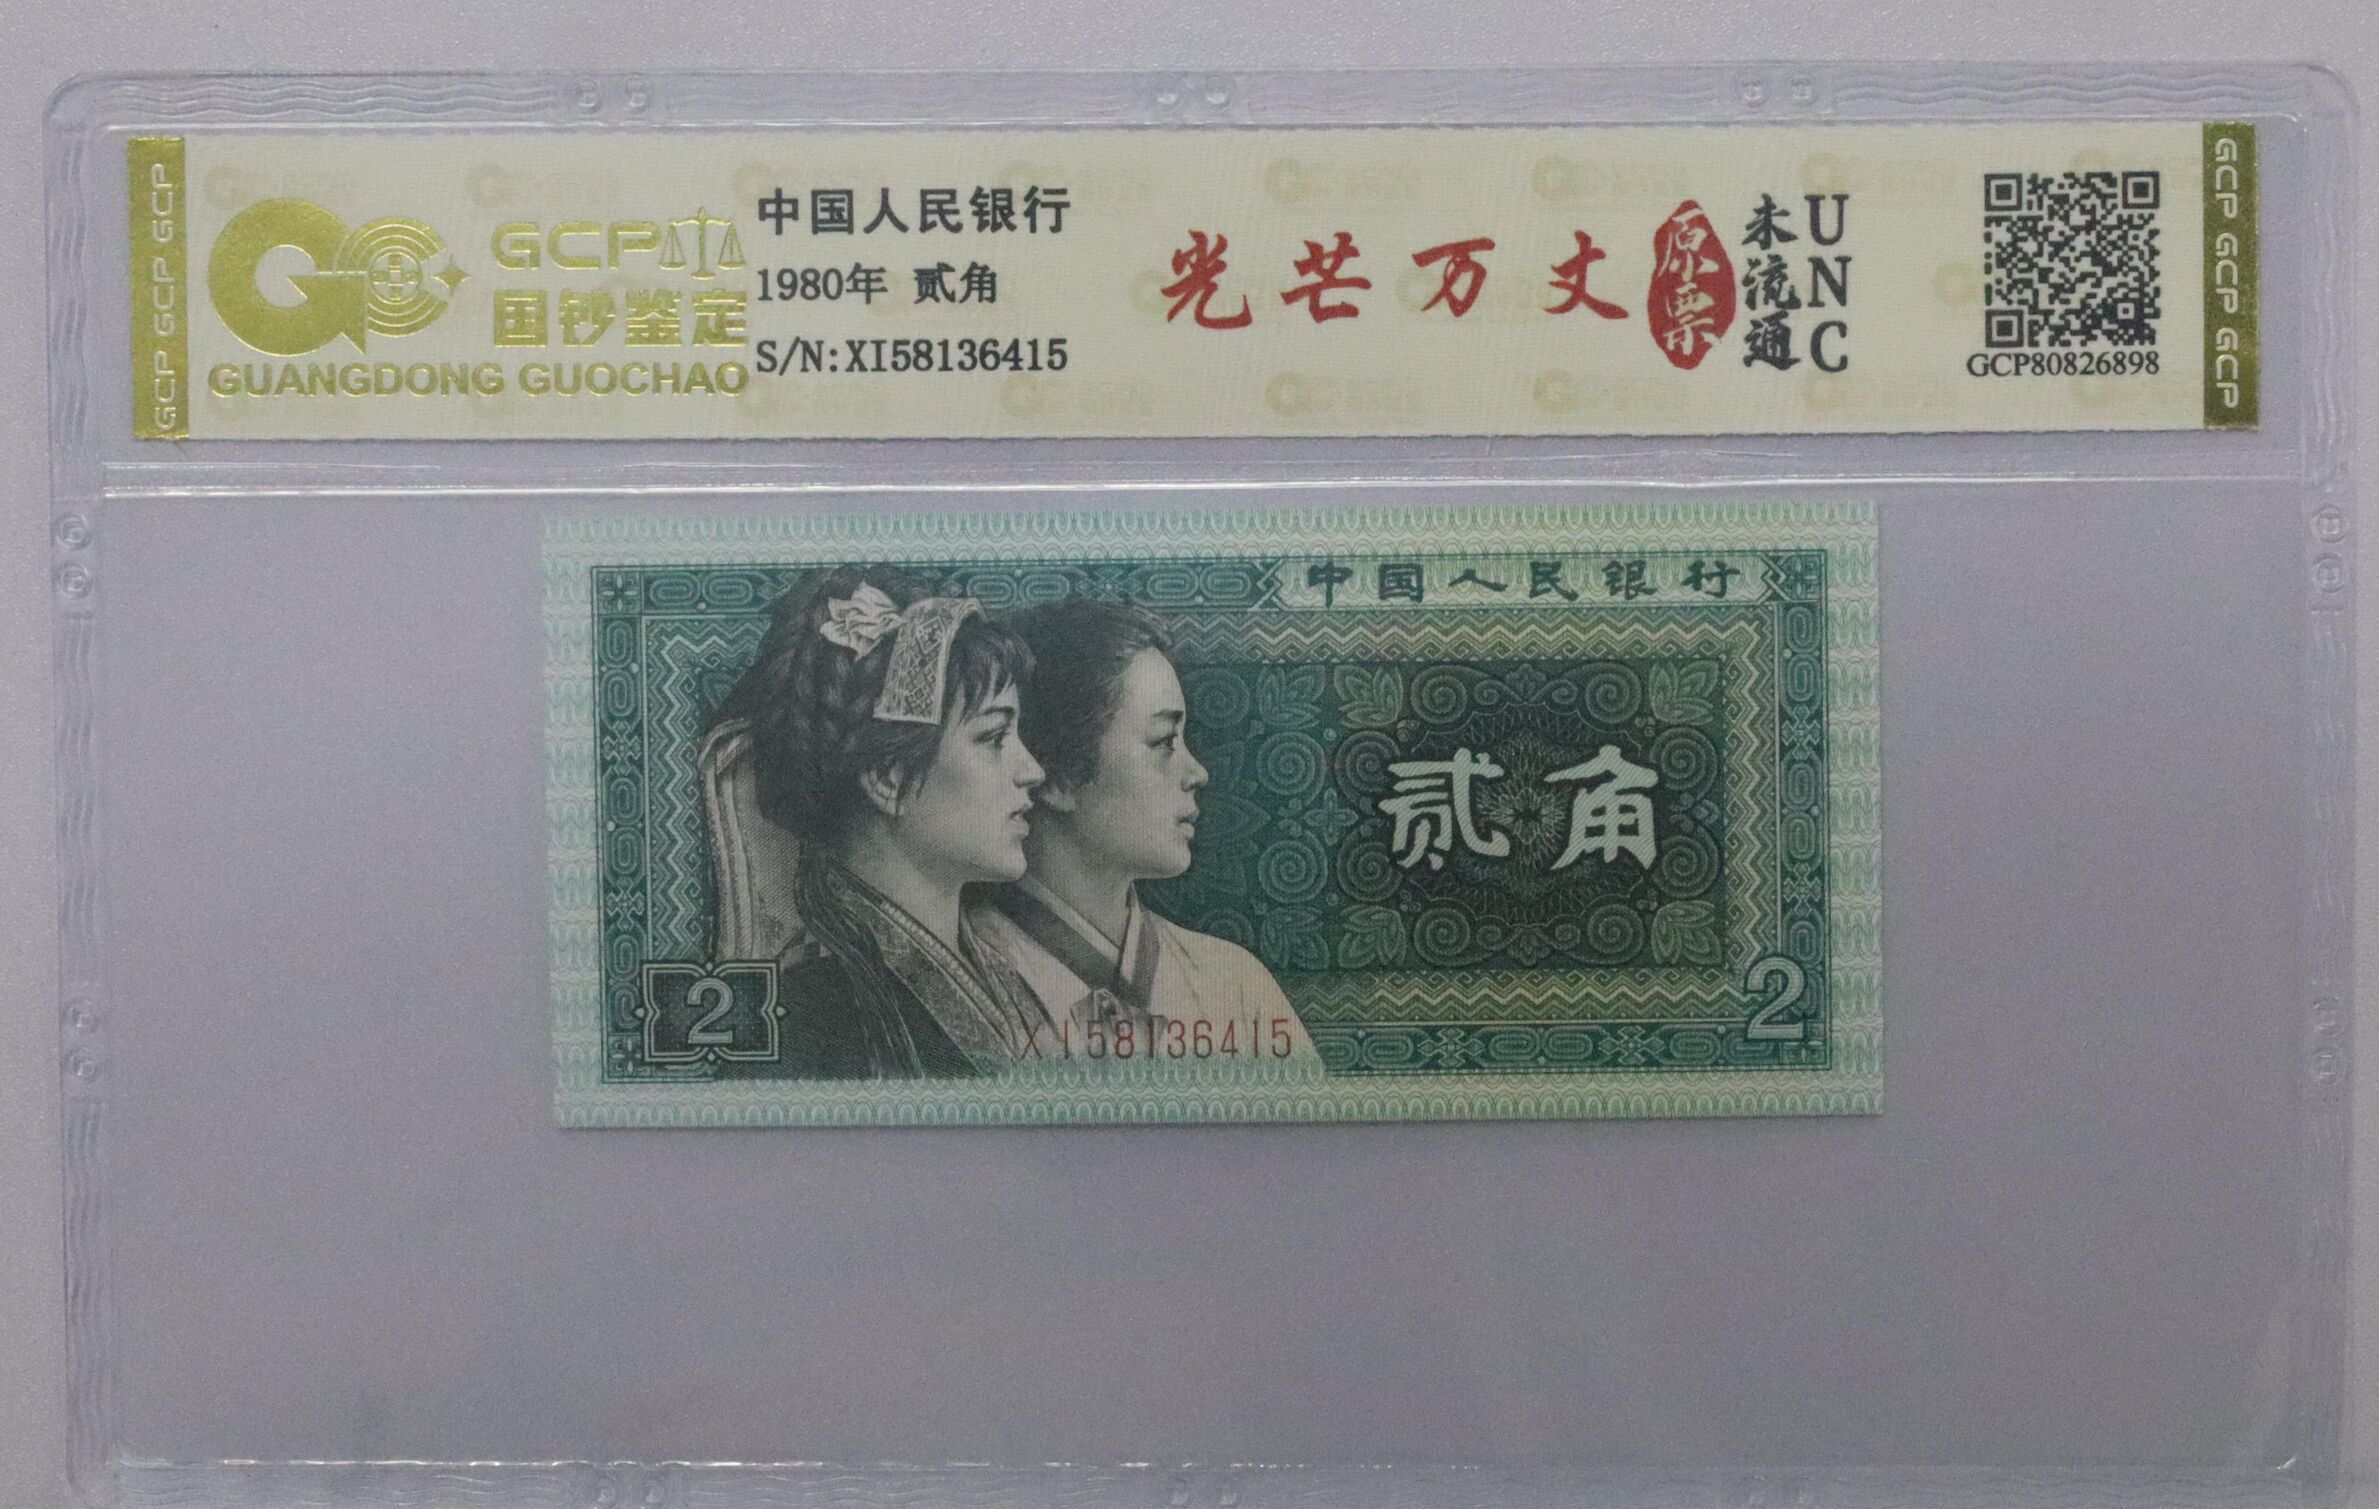 GCP GCP GCP
GCP
国钞鉴定
GUANGDONG GUOCHAO
中国人民银行
1980年 贰角
S/N:XI58136415
光芒万丈
原票
未流通
UNC
GCP80826898
GCP GCP GCP
中国人民银行
贰角
2
2
XI58136415